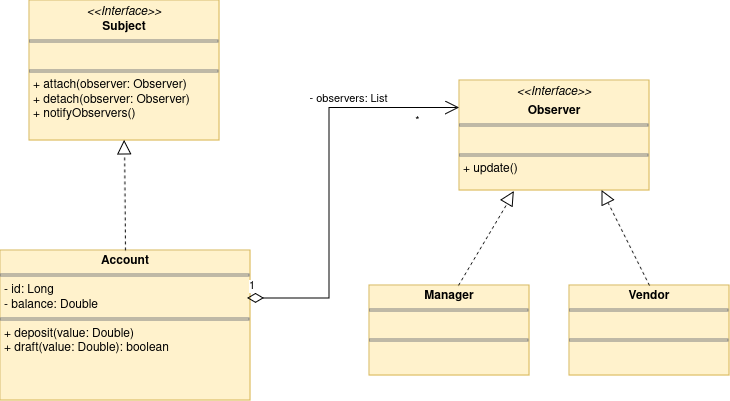 <<Interface>>
Subject
+ attach(observer: Observer)
+ detach(observer: Observer)
+ notifyObservers()
- observers: List
*
<<Interface>>
Observer
+ update()
Account
- id: Long
- balance: Double
+ deposit(value: Double)
+ draft(value: Double): boolean
1
Manager
Vendor